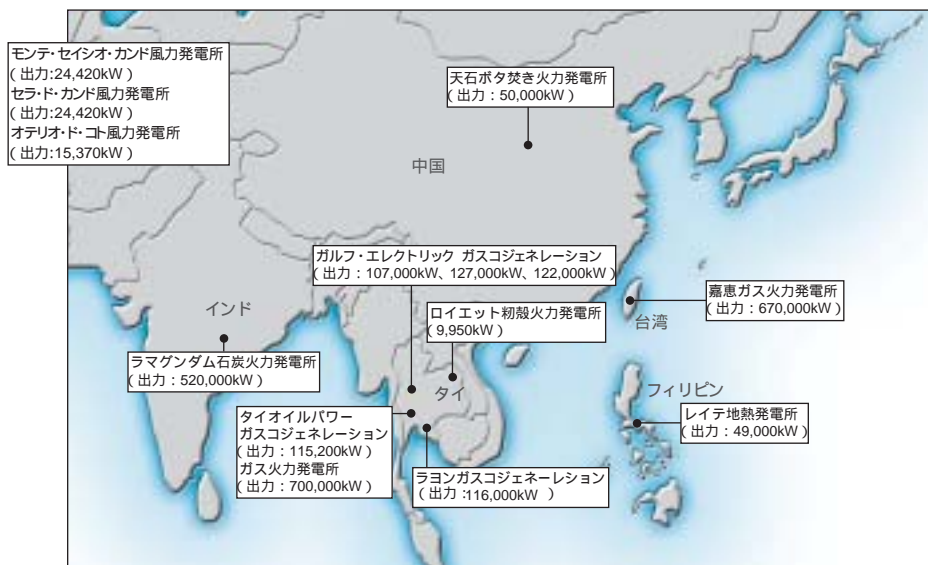 モンテ・セイシオ・カンド風力発電所
(出力:24,420kW)
セラ・ド・カンド風力発電所
(出力:24,420kW)
オテリオ・ド・コト風力発電所
(出力:15,370kW)
天石ボタ焚き火力発電所
(出力：50,000kW)
中国
ガルフ・エレクトリック ガスコジェネレーション
(出力：107,000kW、127,000kW、122,000kW)
嘉恵ガス火力発電所
(出力：670,000kW)
インド
ロイエット籾殻火力発電所
(9,950kW)
台湾
ラマグンダム石炭火力発電所
(出力：520,000kW)
タイ
フィリピン
レイテ地熱発電所
(出力：49,000kW)
タイオイルパワー
ガスコジェネレーション
(出力：115,200kW)
ガス火力発電所
(出力：700,000kW)
ラヨンガスコジェネーレション
(出力：116,000kW )